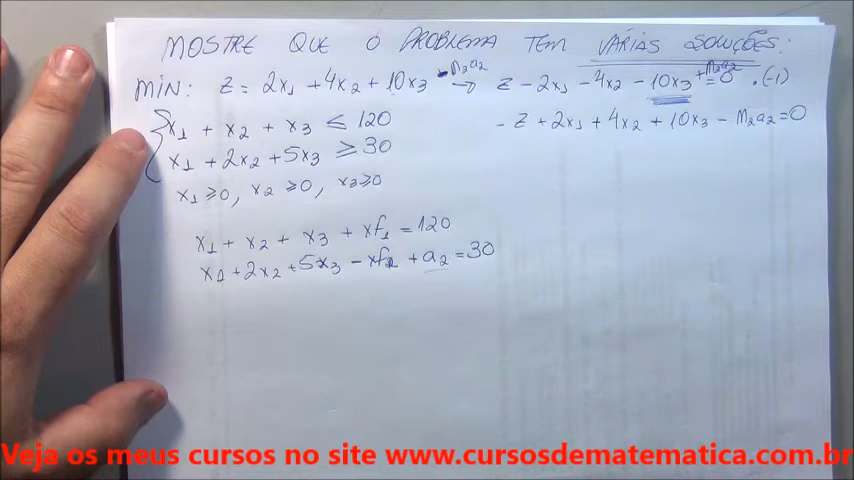 MOSTRE QUE O PROBLEMA TEM VÁRIAS SOLUÇÕES:
MIN: Z = 2x₁ + 4x₂ + 10x₃ - M₂a₂ → Z - 2x₁ - 4x₂ - 10x₃ + M₂a₂ = 0 .(-1)
- Z + 2x₁ + 4x₂ + 10x₃ - M₂a₂ = 0
x₁ + x₂ + x₃ ≤ 120
x₁ + 2x₂ + 5x₃ ≥ 30
x₁ ≥ 0, x₂ ≥ 0, x₃ ≥ 0
x₁ + x₂ + x₃ + xf₁ = 120
x₁ + 2x₂ + 5x₃ - xf₂ + a₂ = 30
Veja os meus cursos no site www.cursosdematematica.com.br